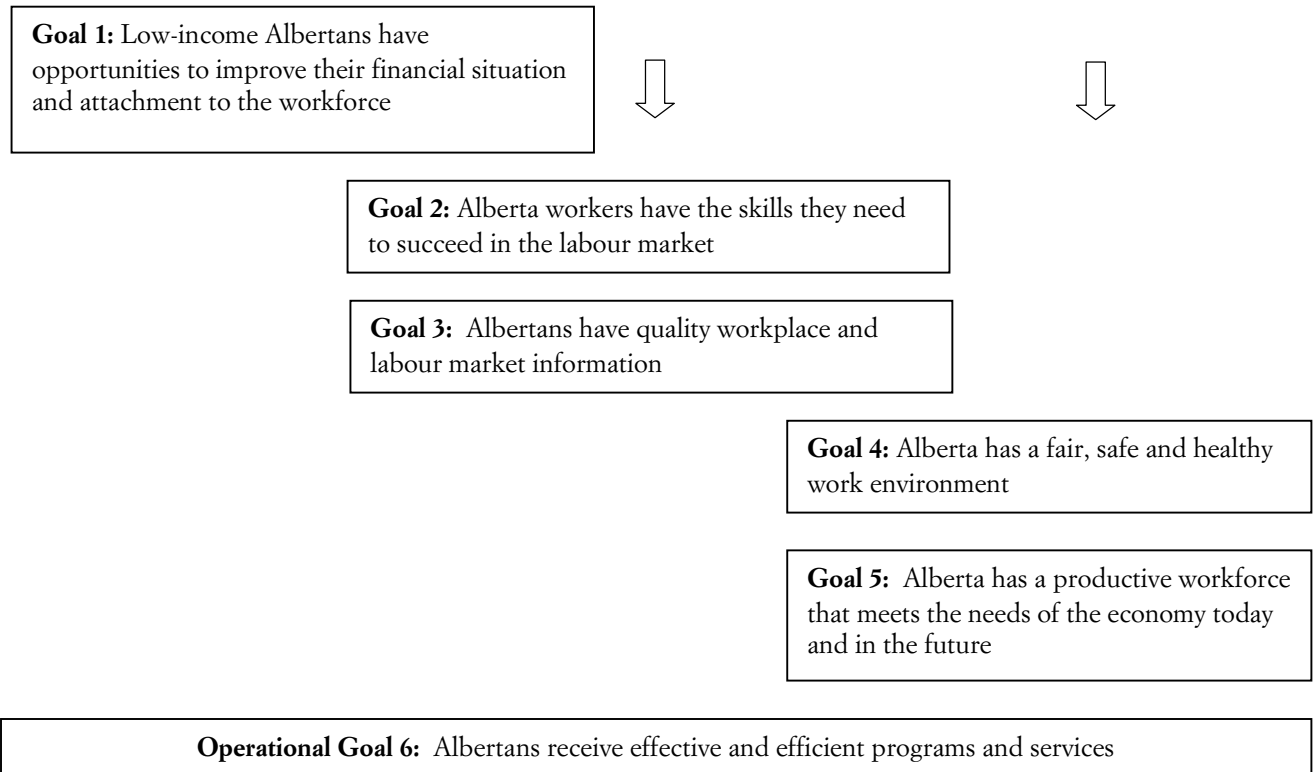 Goal 1: Low-income Albertans have
opportunities to improve their financial situation
and attachment to the workforce
Goal 2: Alberta workers have the skills they need
to succeed in the labour market
Goal 3: Albertans have quality workplace and
labour market information
Goal 4: Alberta has a fair, safe and healthy
work environment
Goal 5: Alberta has a productive workforce
that meets the needs of the economy today
and in the future
Operational Goal 6: Albertans receive effective and efficient programs and services